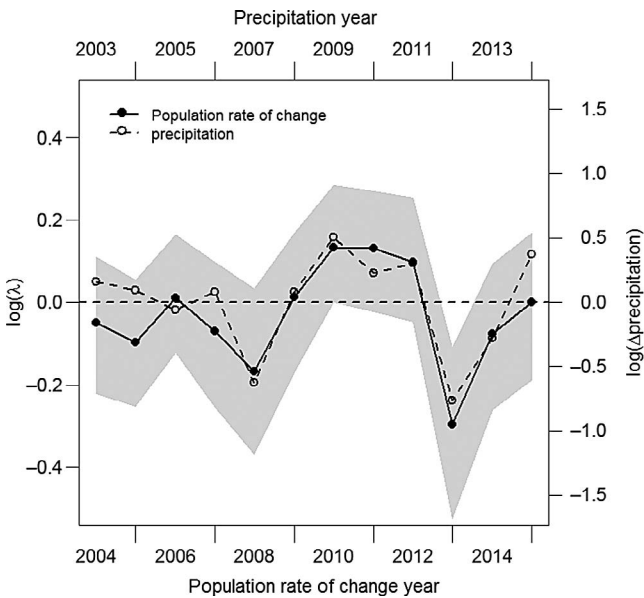 Precipitation year
2003 2005 2007 2009 2011 2013
Population rate of change
precipitation
log(λ)
0.4
0.2
0.0
−0.2
−0.4
1.5
1.0
0.5
0.0
−0.5
−1.0
−1.5
log(Δprecipitation)
2004 2006 2008 2010 2012 2014
Population rate of change year